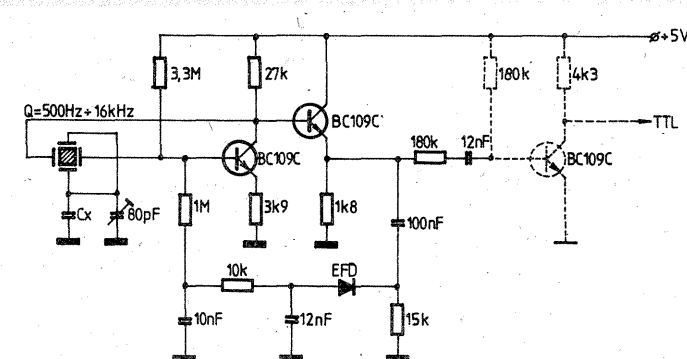 +5V
3,3M
27k
180k
4k3
Q=500Hz÷16kHz
BC109C
TTL
BC109C
180k
12nF
BC109C
Cx
80pF
1M
3k9
1k8
100nF
10k
EFD
10nF
12nF
15k